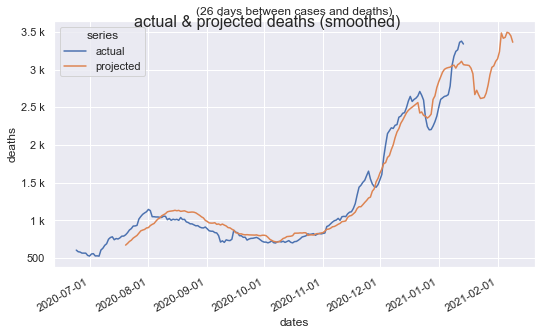 (26 days between cases and deaths)
actual & projected deaths (smoothed)
series
actual
projected
3.5 k
3 k
2.5 k
2 k
1.5 k
1 k
500
deaths
2020-07-01
2020-08-01
2020-09-01
2020-10-01
2020-11-01
2020-12-01
2021-01-01
2021-02-01
dates